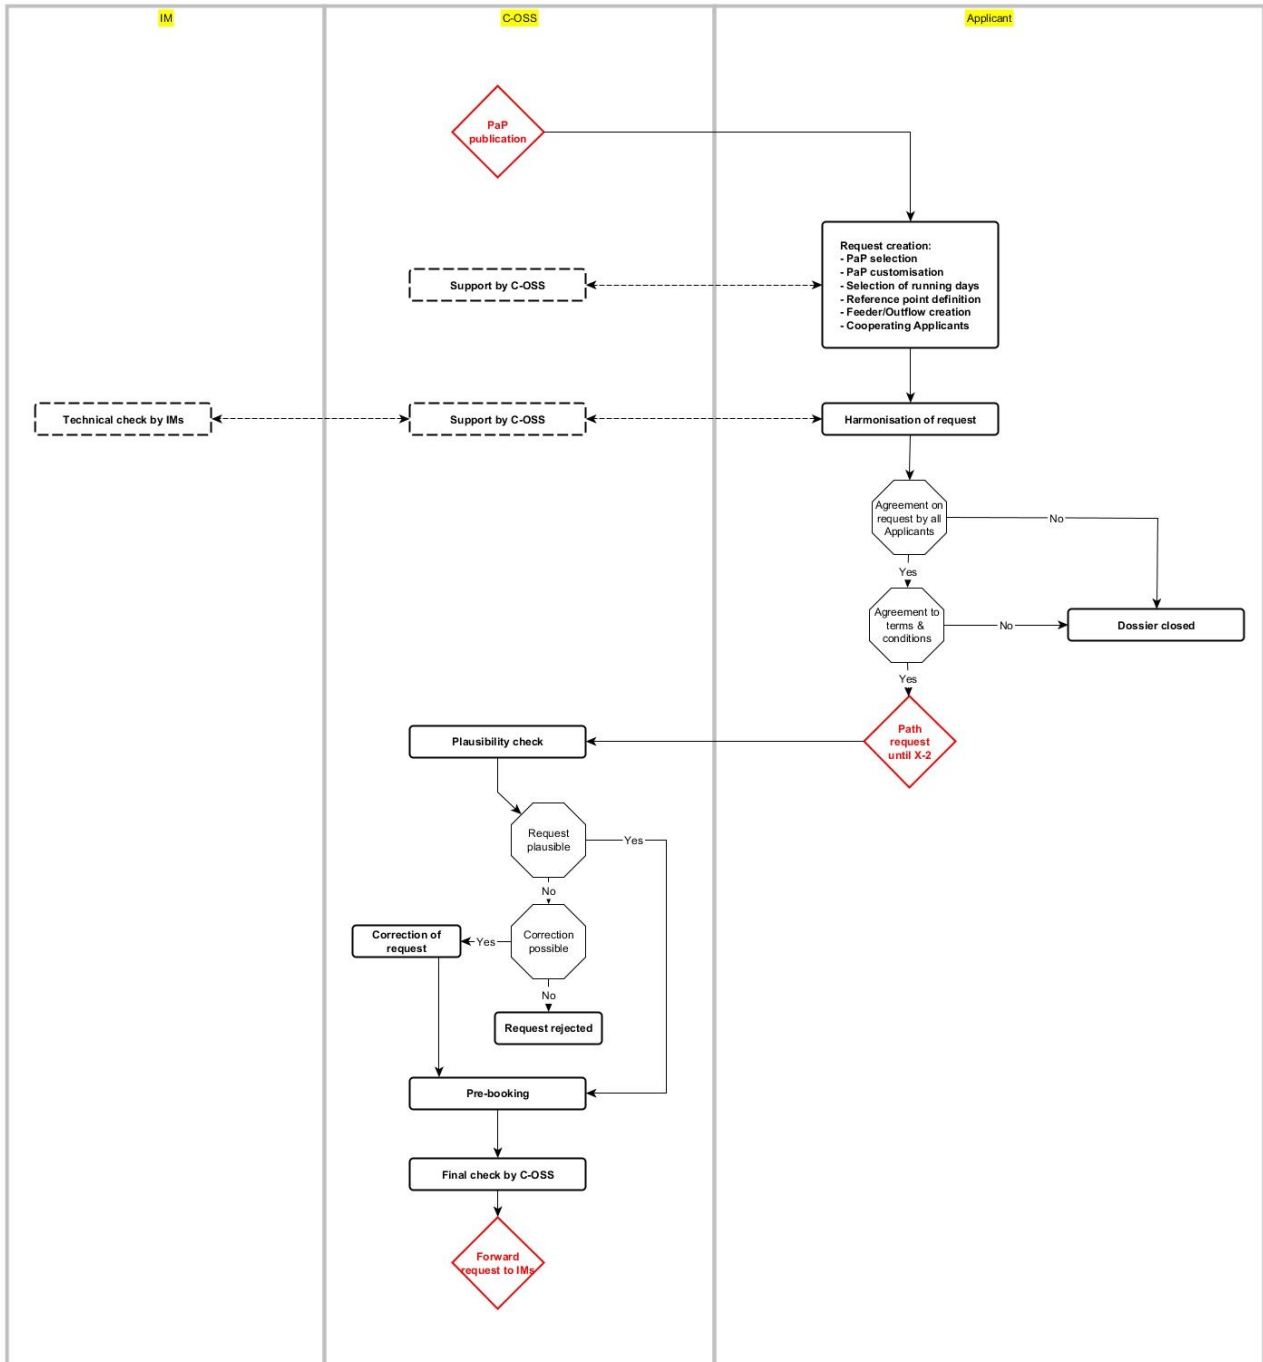 IM
C-OSS
Applicant
PaP
publication
Request creation:
- PaP selection
- PaP customisation
- Selection of running days
- Reference point definition
- Feeder/Outflow creation
- Cooperating Applicants
Support by C-OSS
Technical check by IMs
Support by C-OSS
Harmonisation of request
Agreement on
request by all
Applicants
No
Yes
Agreement to
terms &
conditions
No
Dossier closed
Yes
Path
request
until X-2
Plausibility check
Request
plausible
Yes
No
Correction of
request
Yes
Correction
possible
No
Request rejected
Pre-booking
Final check by C-OSS
Forward
request to IMs